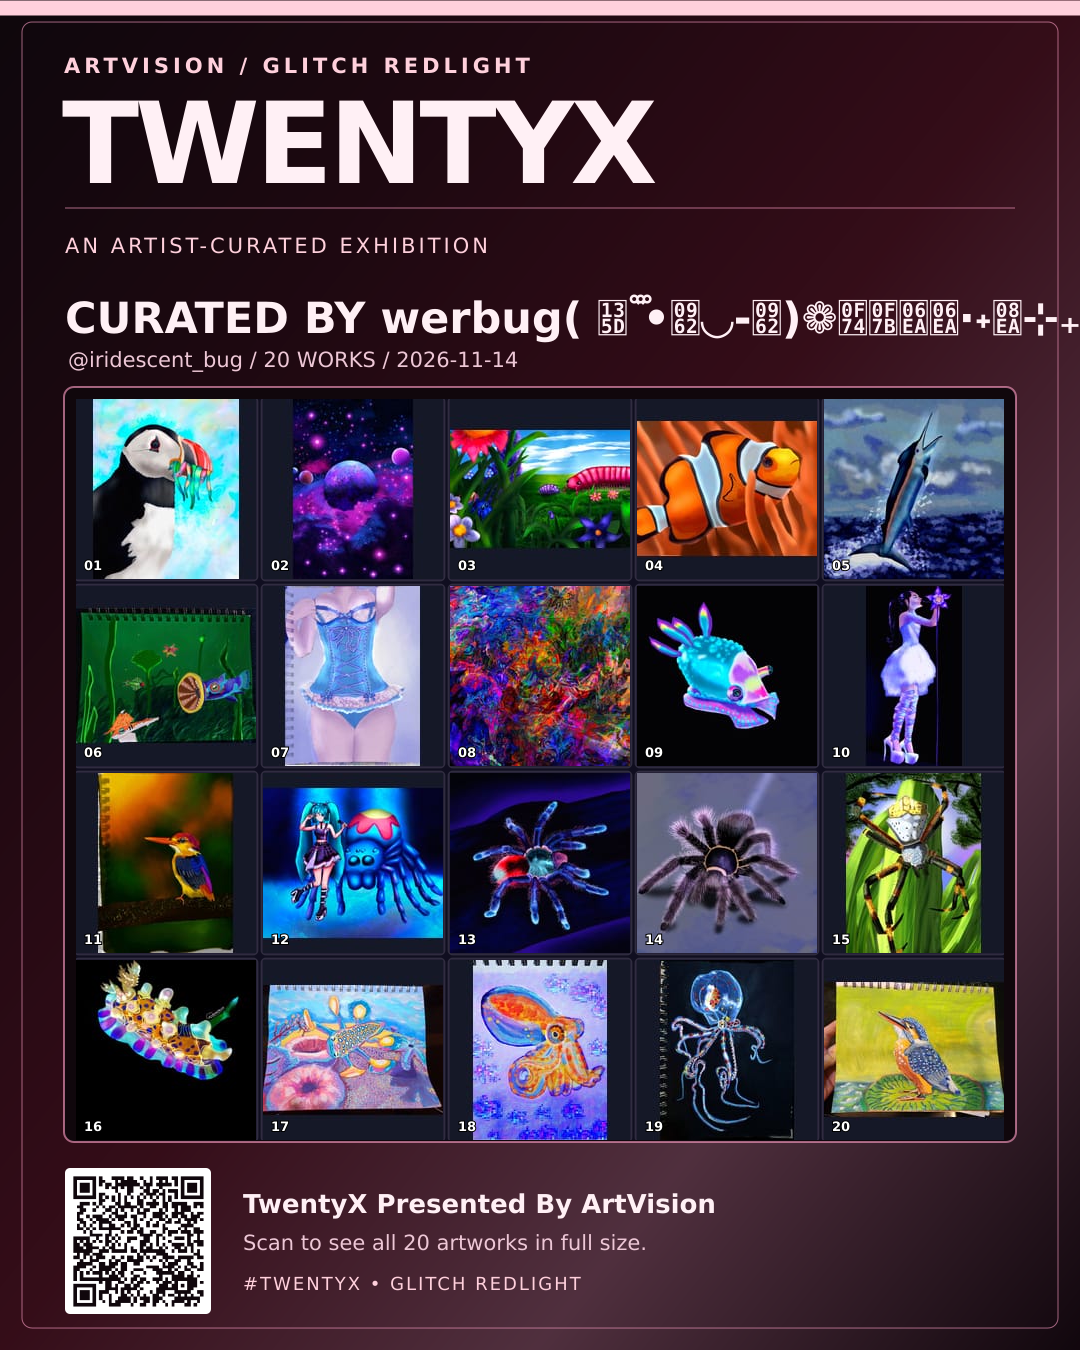 ARTVISION / GLITCH REDLIGHT
TWENTYX
AN ARTIST-CURATED EXHIBITION
CURATED BY werbug(
@iridescent_bug / 20 WORKS / 2026-11-14
01
02
03
04
05
06
07
08
09
10
11
12
13
14
15
16
17
18
19
20
TwentyX Presented By ArtVision
Scan to see all 20 artworks in full size.
#TWENTYX • GLITCH REDLIGHT